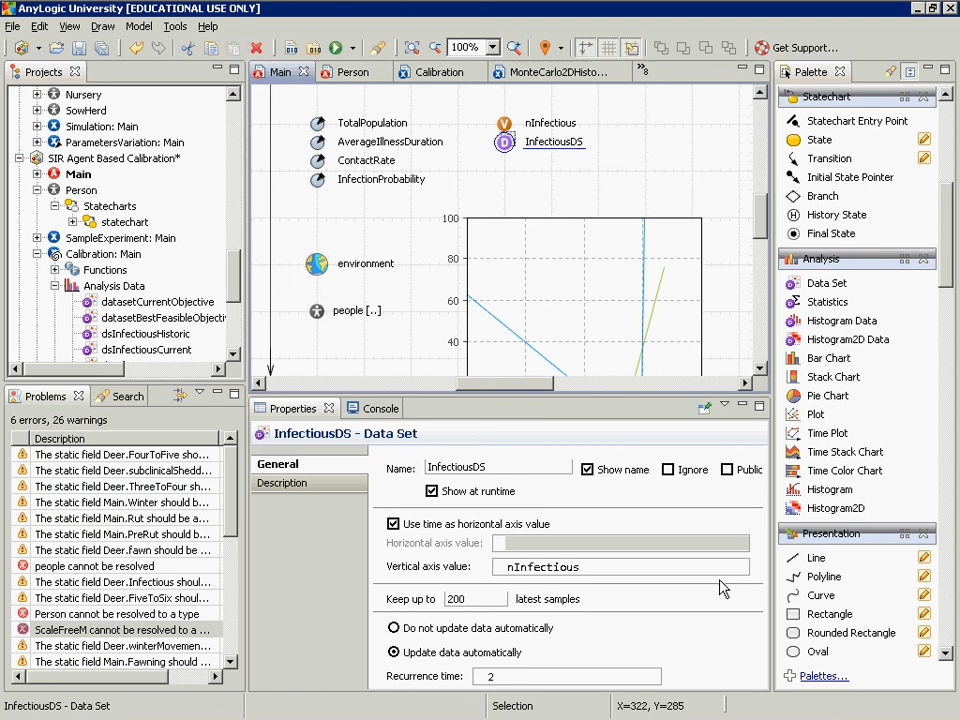 AnyLogic University [EDUCATIONAL USE ONLY]
File Edit View Draw Model Tools Help
100% Get Support...
Projects
Nursery
SowHerd
Simulation: Main
ParametersVariation: Main
SIR Agent Based Calibration*
Main
Person
Statecharts
statechart
SampleExperiment: Main
Calibration: Main
Functions
Analysis Data
datasetCurrentObjective
datasetBestFeasibleObjecti
dsInfectiousHistoric
dsInfectiousCurrent
Problems Search
6 errors, 26 warnings
Description
The static field Deer.FourToFive sho...
The static field Deer.subclinicalShedd...
The static field Deer.ThreeToFour sh...
The static field Main.Winter should b...
The static field Main.Rut should be a...
The static field Main.PreRut should b...
The static field Deer.fawn should be ...
people cannot be resolved
The static field Deer.Infectious shoul...
The static field Deer.FiveToSix shoul...
Person cannot be resolved to a type
ScaleFreeM cannot be resolved to a ...
The static field Deer.winterMovemen...
The static field Main.Fawning should ...
Main Person Calibration MonteCarlo2DHisto... »8
TotalPopulation
AverageIllnessDuration
ContactRate
InfectionProbability
V nInfectious
D InfectiousDS
environment
people [..]
100
80
60
40
Properties Console
InfectiousDS - Data Set
General
Description
Name: InfectiousDS Show name Ignore Public
Show at runtime
Use time as horizontal axis value
Horizontal axis value:
Vertical axis value: nInfectious
Keep up to 200 latest samples
Do not update data automatically
Update data automatically
Recurrence time: 2
Palette
Statechart
Statechart Entry Point
State
Transition
Initial State Pointer
Branch
History State
Final State
Analysis
Data Set
Statistics
Histogram Data
Histogram2D Data
Bar Chart
Stack Chart
Pie Chart
Plot
Time Plot
Time Stack Chart
Time Color Chart
Histogram
Histogram2D
Presentation
Line
Polyline
Curve
Rectangle
Rounded Rectangle
Oval
Palettes...
InfectiousDS - Data Set Selection X=322, Y=285